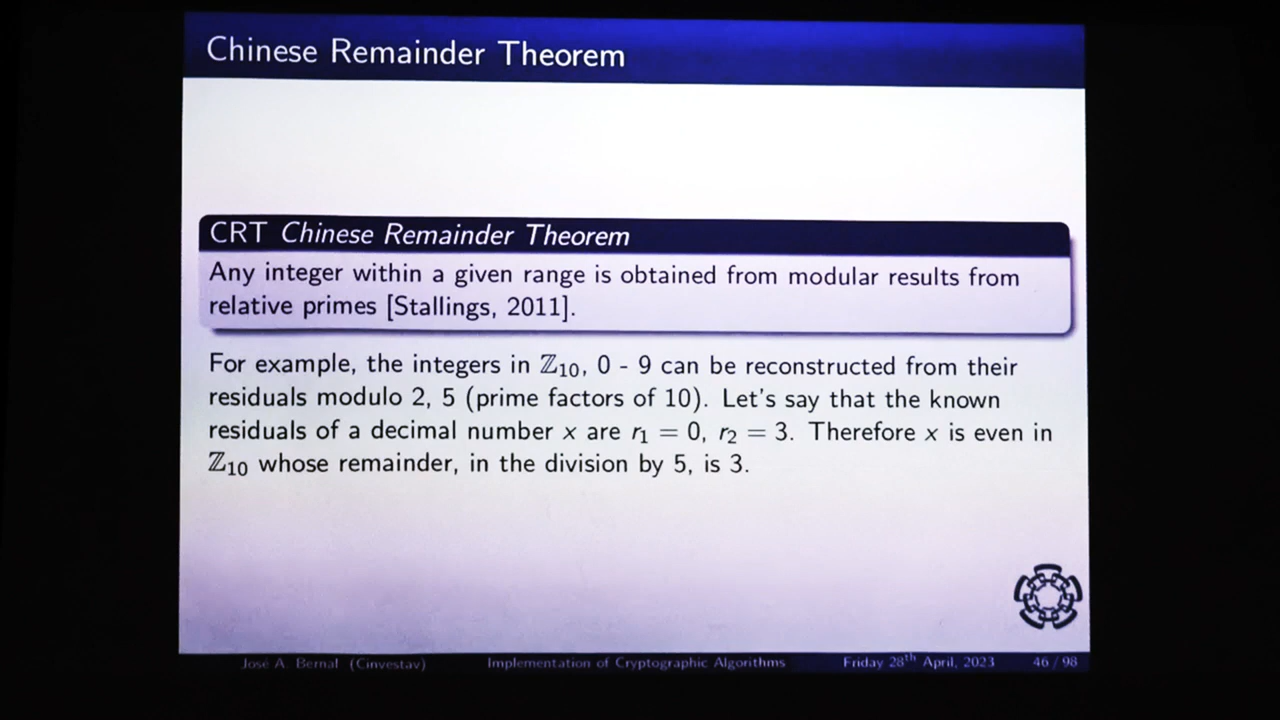 Chinese Remainder Theorem
CRT Chinese Remainder Theorem
Any integer within a given range is obtained from modular results from
relative primes [Stallings, 2011].
For example, the integers in ℤ₁₀, 0 - 9 can be reconstructed from their
residuals modulo 2, 5 (prime factors of 10). Let's say that the known
residuals of a decimal number x are r₁ = 0, r₂ = 3. Therefore x is even in
ℤ₁₀ whose remainder, in the division by 5, is 3.
José A. Bernal (Cinvestav) Implementation of Cryptographic Algorithms Friday 28th April, 2023 46 / 98